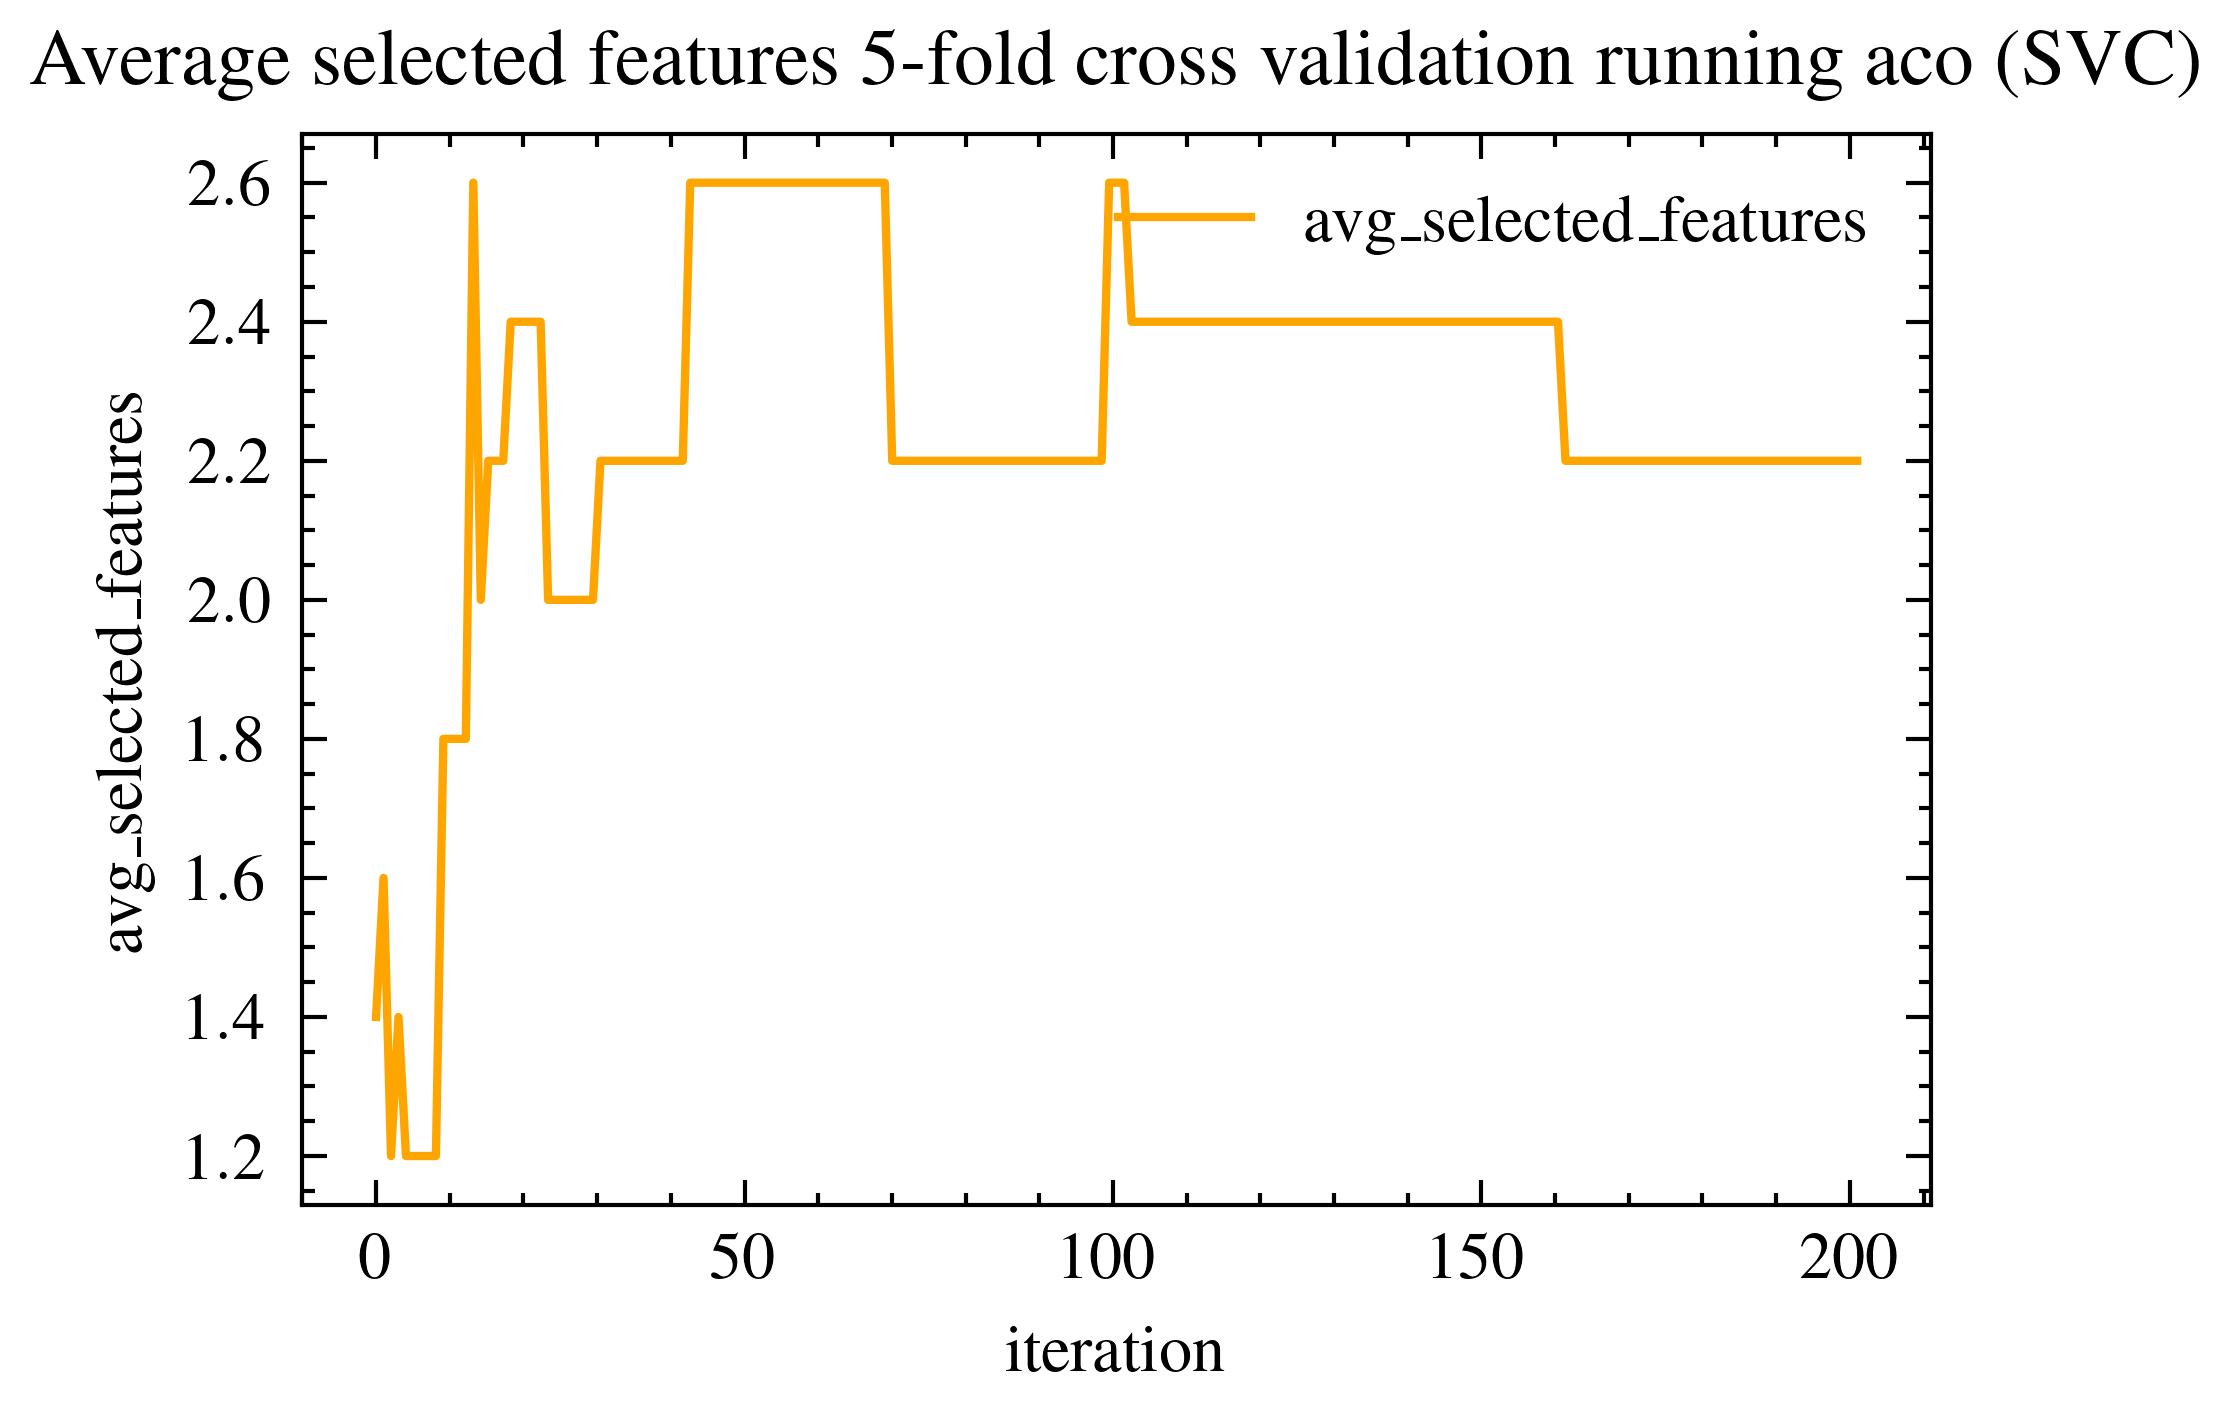 Average selected features 5-fold cross validation running aco (SVC)
2.6
2.4
2.2
2.0
1.8
1.6
1.4
1.2
avg_selected_features
avg_selected_features
0 50 100 150 200
iteration